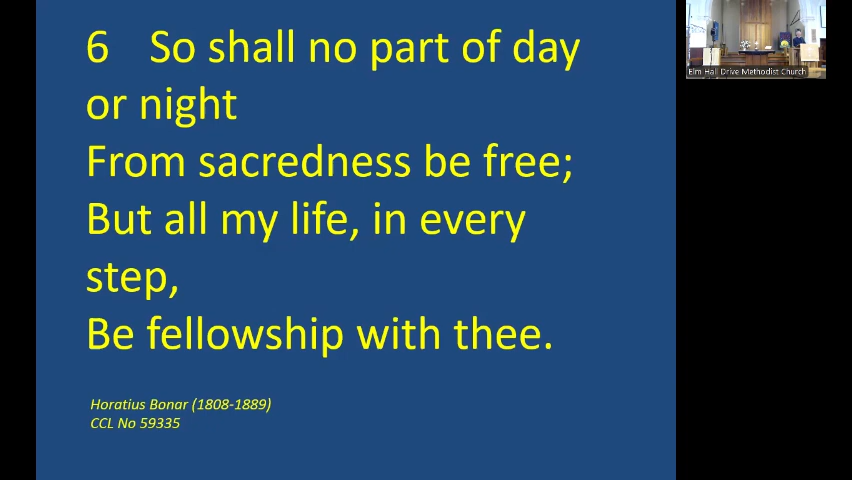 6 So shall no part of day
or night
From sacredness be free;
But all my life, in every
step,
Be fellowship with thee.
Horatius Bonar (1808-1889)
CCL No 59335
Elm Hall Drive Methodist Church